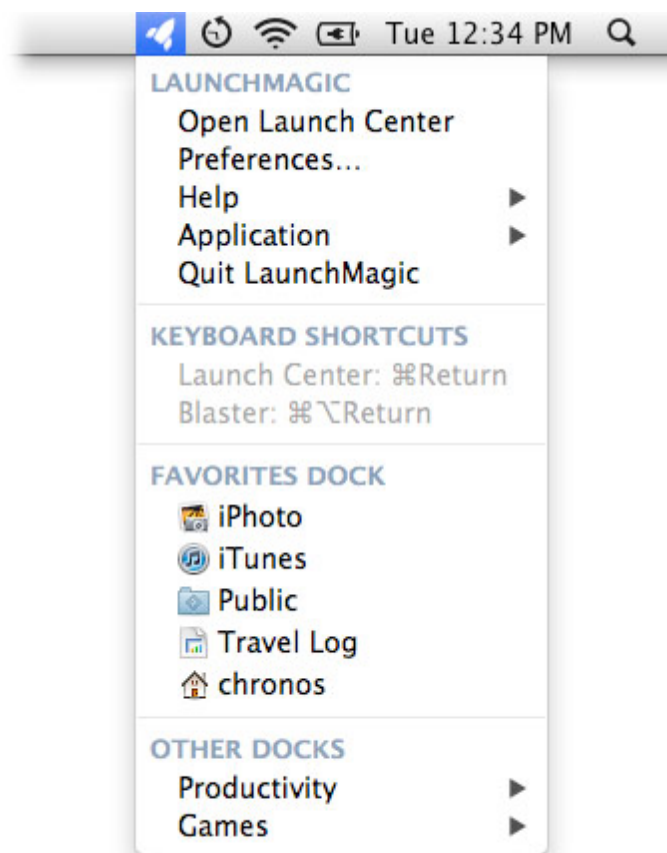 Tue 12:34 PM
LAUNCHMAGIC
Open Launch Center
Preferences...
Help
Application
Quit LaunchMagic
KEYBOARD SHORTCUTS
Launch Center: ⌘Return
Blaster: ⌘⌥Return
FAVORITES DOCK
iPhoto
iTunes
Public
Travel Log
chronos
OTHER DOCKS
Productivity
Games